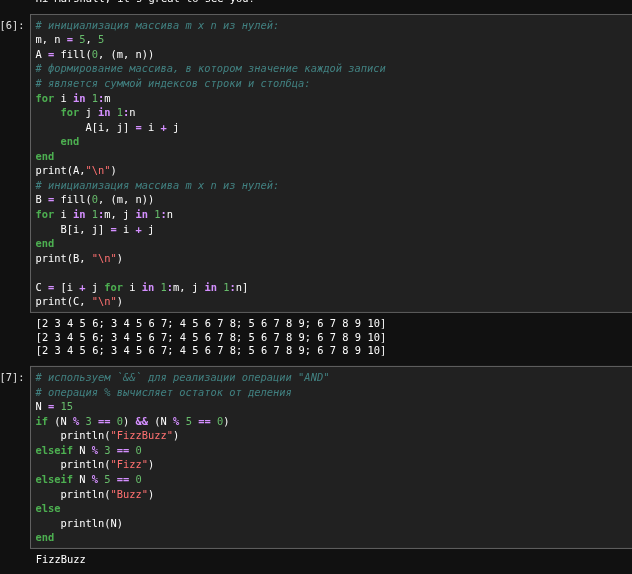 [6]:
# инициализация массива m x n из нулей:
m, n = 5, 5
A = fill(0, (m, n))
# формирование массива, в котором значение каждой записи
# является суммой индексов строки и столбца:
for i in 1:m
    for j in 1:n
        A[i, j] = i + j
    end
end
print(A,"\n")
# инициализация массива m x n из нулей:
B = fill(0, (m, n))
for i in 1:m, j in 1:n
    B[i, j] = i + j
end
print(B, "\n")

C = [i + j for i in 1:m, j in 1:n]
print(C, "\n")
[2 3 4 5 6; 3 4 5 6 7; 4 5 6 7 8; 5 6 7 8 9; 6 7 8 9 10]
[2 3 4 5 6; 3 4 5 6 7; 4 5 6 7 8; 5 6 7 8 9; 6 7 8 9 10]
[2 3 4 5 6; 3 4 5 6 7; 4 5 6 7 8; 5 6 7 8 9; 6 7 8 9 10]
[7]:
# используем `&&` для реализации операции "AND"
# операция % вычисляет остаток от деления
N = 15
if (N % 3 == 0) && (N % 5 == 0)
    println("FizzBuzz")
elseif N % 3 == 0
    println("Fizz")
elseif N % 5 == 0
    println("Buzz")
else
    println(N)
end
FizzBuzz